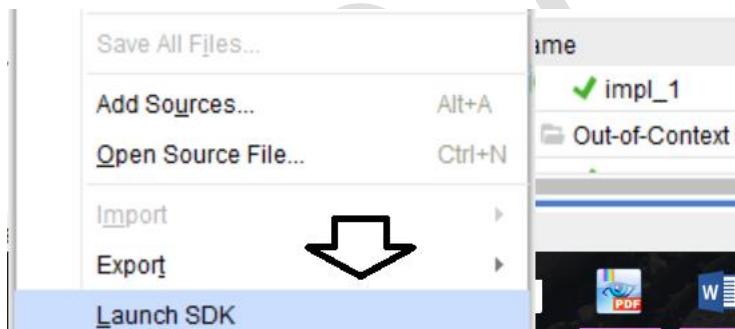 Save All Files...
Add Sources... Alt+A
Open Source File... Ctrl+N
Import
Export
Launch SDK
ame
impl_1
Out-of-Context
PDF
W